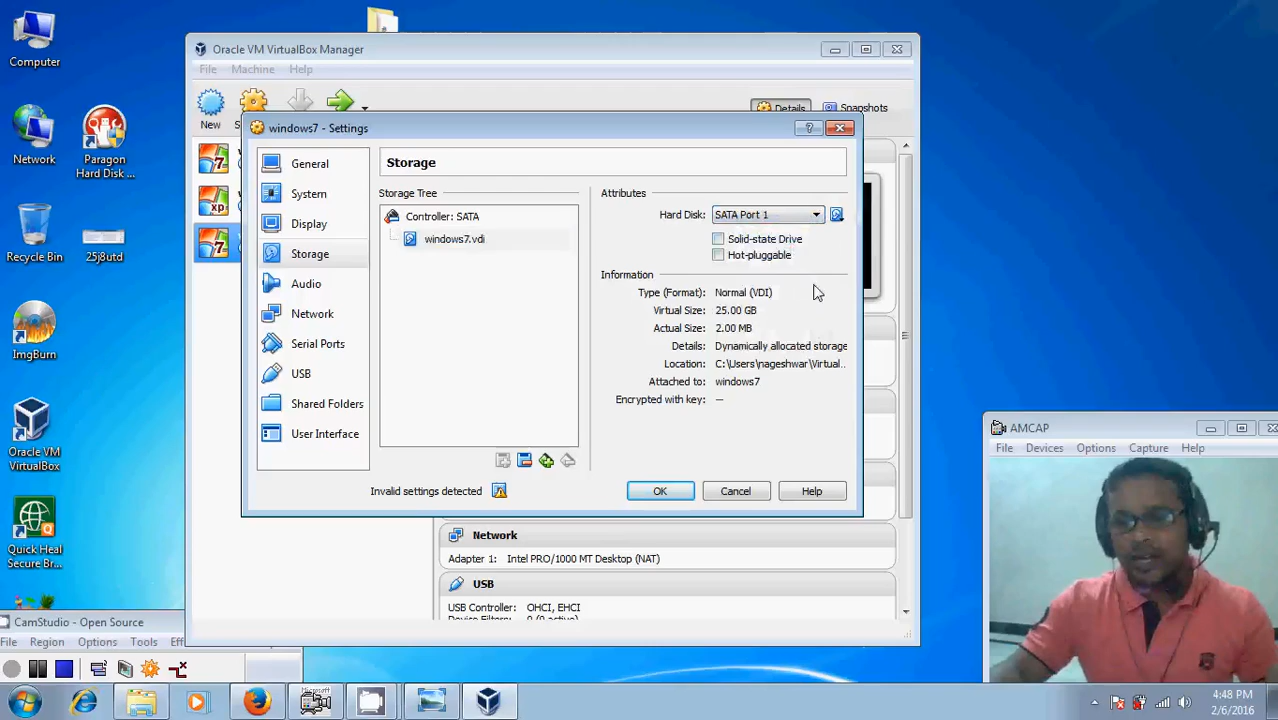 Computer
Network
Paragon
Hard Disk ...
Recycle Bin
25j8utd
ImgBurn
Oracle VM
VirtualBox
Quick Heal
Secure Br...
Oracle VM VirtualBox Manager
File Machine Help
New
Details
Snapshots
windows7 - Settings
General
System
Display
Storage
Audio
Network
Serial Ports
USB
Shared Folders
User Interface
Storage
Storage Tree
Controller: SATA
windows7.vdi
Attributes
Hard Disk: SATA Port 1
Solid-state Drive
Hot-pluggable
Information
Type (Format): Normal (VDI)
Virtual Size: 25.00 GB
Actual Size: 2.00 MB
Details: Dynamically allocated storage
Location: C:\Users\nageshwar\Virtual...
Attached to: windows7
Encrypted with key: --
Invalid settings detected
OK
Cancel
Help
Network
Adapter 1: Intel PRO/1000 MT Desktop (NAT)
USB
USB Controller: OHCI, EHCI
Device Filters: 0 (0 active)
AMCAP
File Devices Options Capture Help
CamStudio - Open Source
File Region Options Tools Eff
4:48 PM
2/6/2016